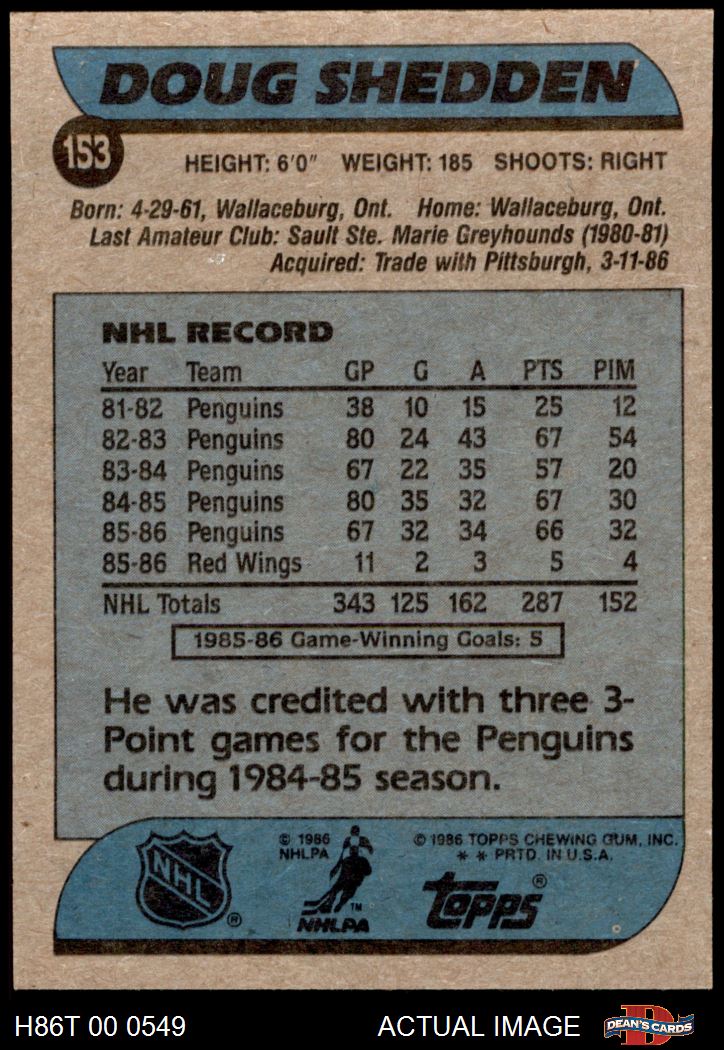 DOUG SHEDDEN
153
HEIGHT: 6'0" WEIGHT: 185 SHOOTS: RIGHT
Born: 4-29-61, Wallaceburg, Ont. Home: Wallaceburg, Ont.
Last Amateur Club: Sault Ste. Marie Greyhounds (1980-81)
Acquired: Trade with Pittsburgh, 3-11-86
NHL RECORD
Year Team GP G A PTS PIM
81-82 Penguins 38 10 15 25 12
82-83 Penguins 80 24 43 67 54
83-84 Penguins 67 22 35 57 20
84-85 Penguins 80 35 32 67 30
85-86 Penguins 67 32 34 66 32
85-86 Red Wings 11 2 3 5 4
NHL Totals 343 125 162 287 152
1985-86 Game-Winning Goals: 5
He was credited with three 3-
Point games for the Penguins
during 1984-85 season.
NHL ®
© 1986
NHLPA
TM
NHLPA
© 1986 TOPPS CHEWING GUM, INC.
* * PRTD. IN U.S.A.
Topps ®
H86T 00 0549 ACTUAL IMAGE
D DEAN'S CARDS